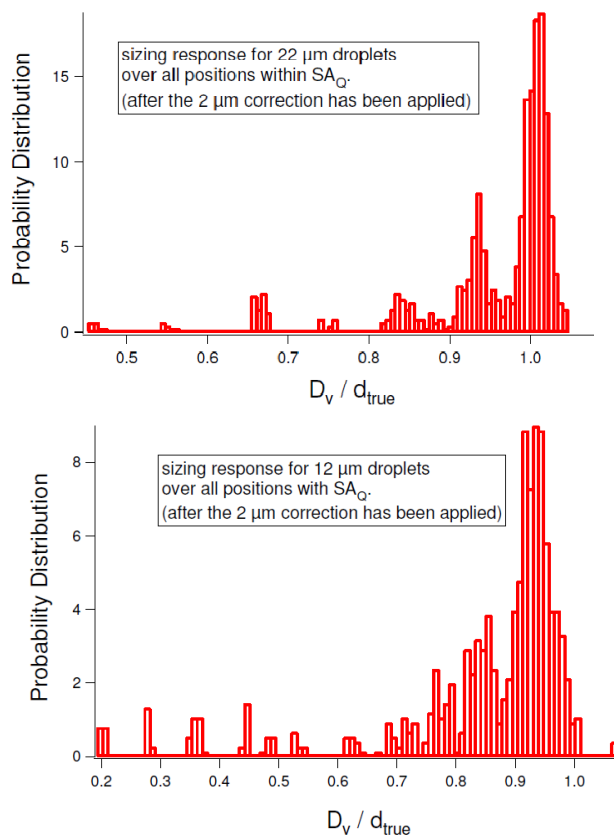 Probability Distribution
15
10
5
0
sizing response for 22 µm droplets
over all positions within SA_Q.
(after the 2 µm correction has been applied)
0.5 0.6 0.7 0.8 0.9 1.0
D_v / d_true
Probability Distribution
8
6
4
2
0
sizing response for 12 µm droplets
over all positions with SA_Q.
(after the 2 µm correction has been applied)
0.2 0.3 0.4 0.5 0.6 0.7 0.8 0.9 1.0
D_v / d_true